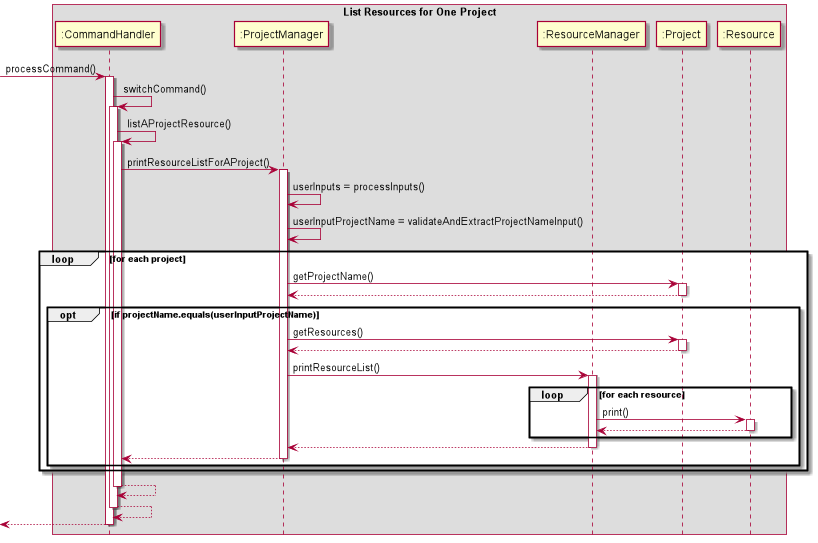 List Resources for One Project
:CommandHandler
:ProjectManager
:ResourceManager
:Project
:Resource
processCommand()
switchCommand()
listAProjectResource()
printResourceListForAProject()
userInputs = processInputs()
userInputProjectName = validateAndExtractProjectNameInput()
loop [for each project]
getProjectName()
opt [if projectName.equals(userInputProjectName)]
getResources()
printResourceList()
loop [for each resource]
print()